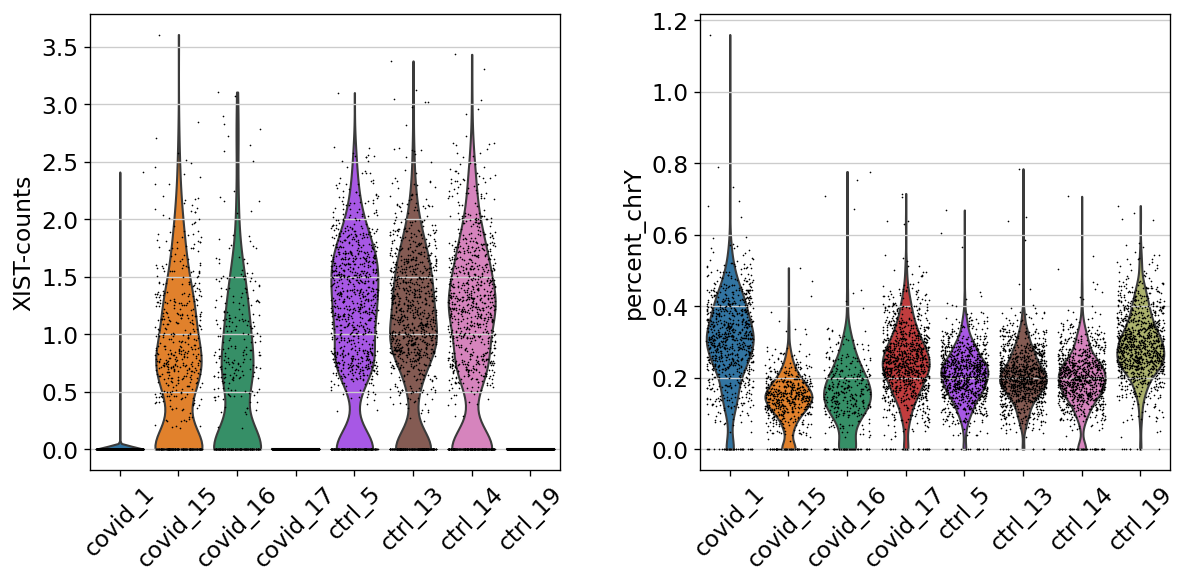 XIST-counts
3.5
3.0
2.5
2.0
1.5
1.0
0.5
0.0
covid_1
covid_15
covid_16
covid_17
ctrl_5
ctrl_13
ctrl_14
ctrl_19
percent_chrY
1.2
1.0
0.8
0.6
0.4
0.2
0.0
covid_1
covid_15
covid_16
covid_17
ctrl_5
ctrl_13
ctrl_14
ctrl_19